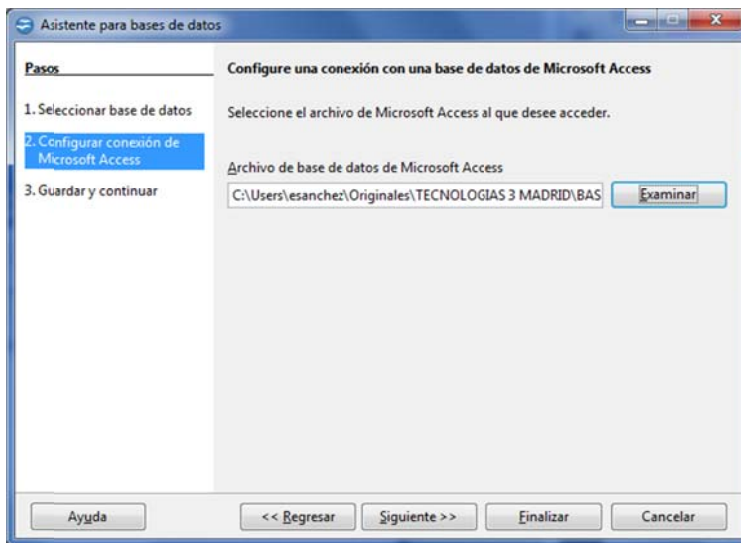 Asistente para bases de datos
Pasos
1. Seleccionar base de datos
2. Configurar conexión de
Microsoft Access
3. Guardar y continuar
Configure una conexión con una base de datos de Microsoft Access
Seleccione el archivo de Microsoft Access al que desee acceder.
Archivo de base de datos de Microsoft Access
C:\Users\esanchez\Originales\TECNOLOGIAS 3 MADRID\BAS
Examinar
Ayuda
<< Regresar
Siguiente >>
Finalizar
Cancelar